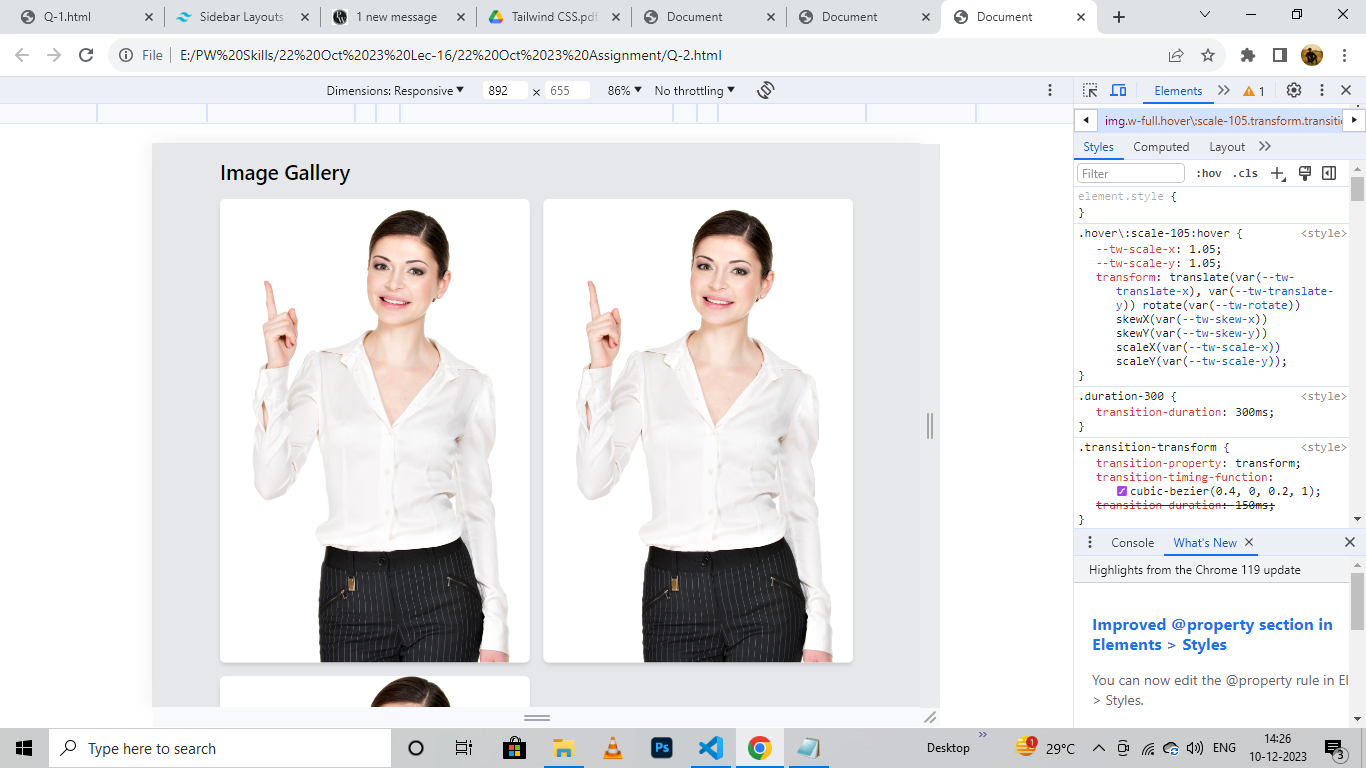 Q-1.html
Sidebar Layouts
1 new message
Tailwind CSS.pdf
Document
Document
Document
File
E:/PW%20Skills/22%20Oct%2023%20Lec-16/22%20Oct%2023%20Assignment/Q-2.html
Dimensions: Responsive 892 × 655 86% No throttling
Elements 1
img.w-full.hover\:scale-105.transform.transiti
Styles Computed Layout
Filter :hov .cls
element.style {
}
.hover\:scale-105:hover { <style>
--tw-scale-x: 1.05;
--tw-scale-y: 1.05;
transform: translate(var(--tw-
translate-x), var(--tw-translate-
y)) rotate(var(--tw-rotate))
skewX(var(--tw-skew-x))
skewY(var(--tw-skew-y))
scaleX(var(--tw-scale-x))
scaleY(var(--tw-scale-y));
}
.duration-300 { <style>
transition-duration: 300ms;
}
.transition-transform { <style>
transition-property: transform;
transition-timing-function:
cubic-bezier(0.4, 0, 0.2, 1);
transition-duration: 150ms;
}
Console What's New
Highlights from the Chrome 119 update
Improved @property section in
Elements > Styles
You can now edit the @property rule in El
> Styles.
Image Gallery
Type here to search
Ps
Desktop
1
29°C
ENG
14:26
10-12-2023
3